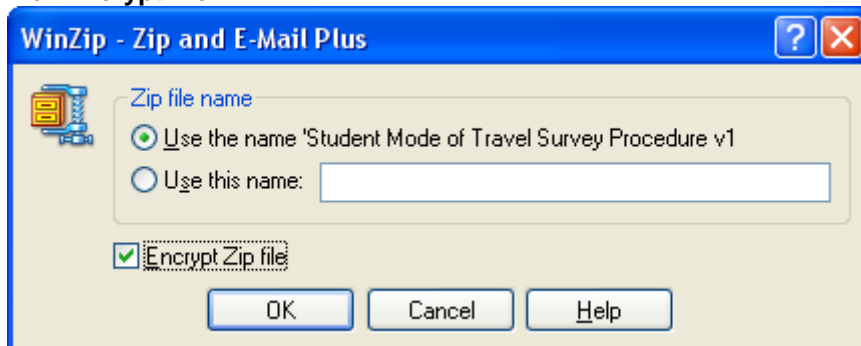 WinZip - Zip and E-Mail Plus
Zip file name
Use the name 'Student Mode of Travel Survey Procedure v1
Use this name:
Encrypt Zip file
OK Cancel Help